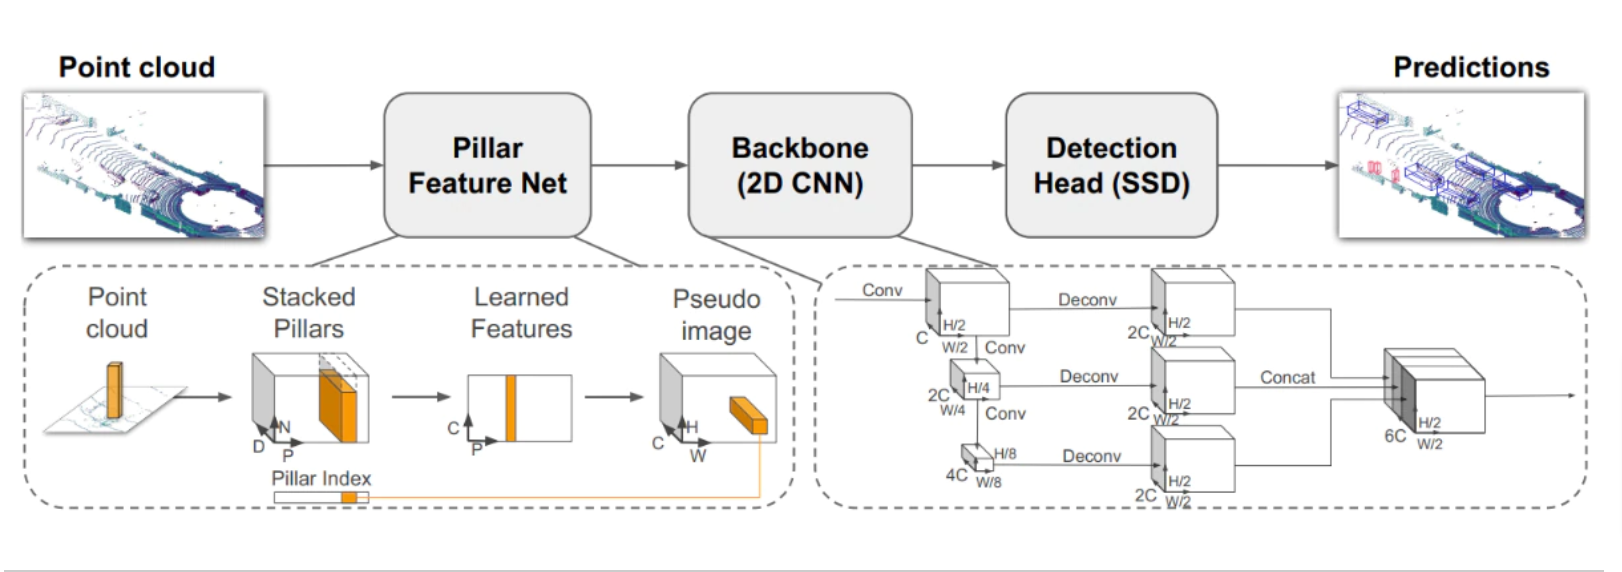 Point cloud
Predictions
Pillar
Feature Net
Backbone
(2D CNN)
Detection
Head (SSD)
Point
cloud
Stacked
Pillars
Learned
Features
Pseudo
image
D
N
P
C
P
C
H
W
Pillar Index
Conv
C
H/2
W/2
Conv
2C
H/4
W/4
Conv
4C
H/8
W/8
Deconv
2C
H/2
W/2
Deconv
2C
H/2
W/2
Deconv
2C
H/2
W/2
Concat
6C
H/2
W/2